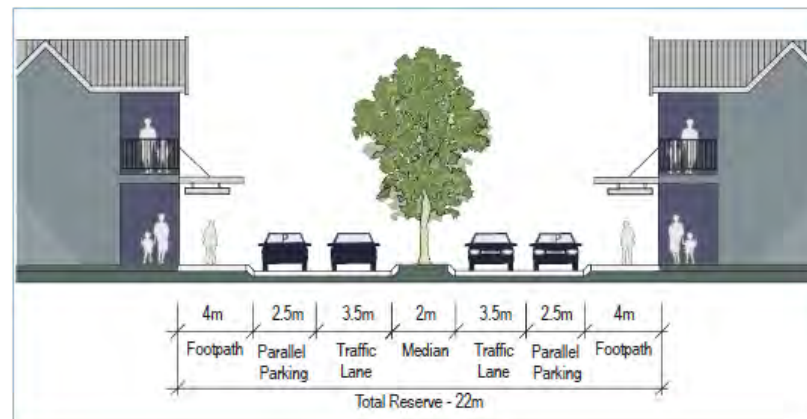 P P
4m 2.5m 3.5m 2m 3.5m 2.5m 4m
Footpath Parallel Traffic Median Traffic Parallel Footpath
Parking Lane Lane Parking
Total Reserve - 22m